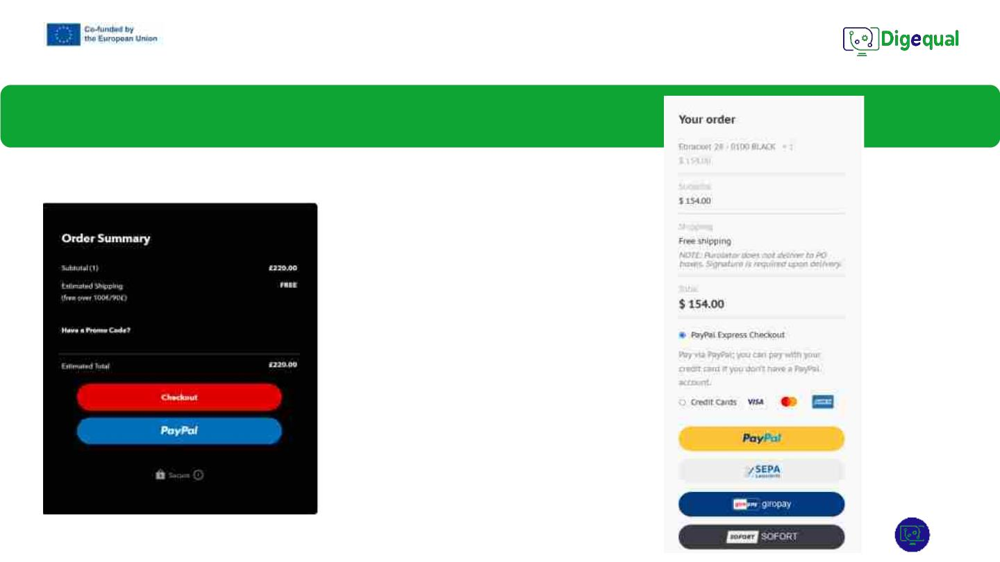 Co-funded by
the European Union
Digequal
Order Summary
Subtotal (1) £220.00
Estimated Shipping FREE
(free over 100€/90£)
Have a Promo Code?
Estimated Total £220.00
Checkout
PayPal
Secure
Your order
Ebracket 28 - 0100 BLACK
$ 154.00
Subtotal
$ 154.00
Shipping
Free shipping
NOTE: Purolator does not deliver to PO
boxes. Signature is required upon delivery.
Total
$ 154.00
PayPal Express Checkout
Pay via PayPal; you can pay with your
credit card if you don't have a PayPal
account.
Credit Cards VISA
PayPal
SEPA
giropay giropay
SOFORT SOFORT